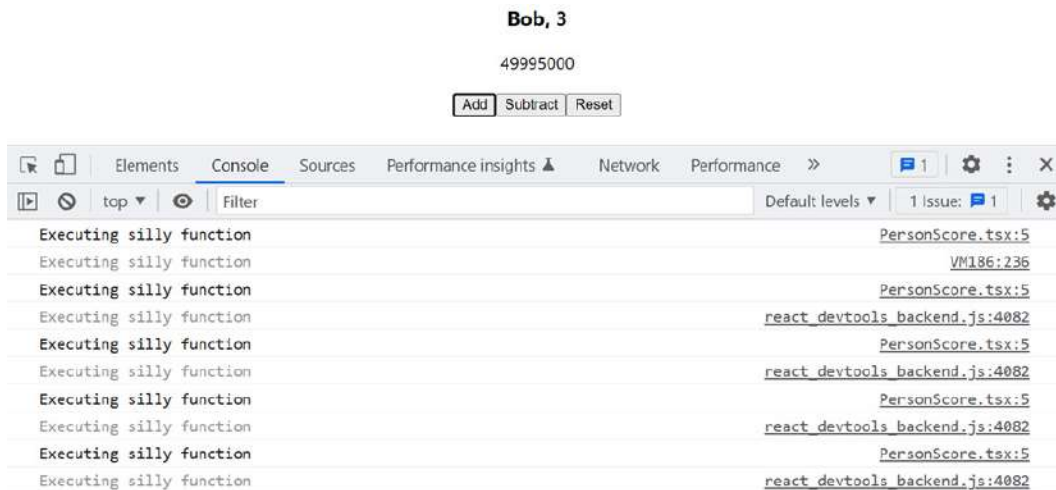 Bob, 3
49995000
Add Subtract Reset
Elements Console Sources Performance insights Network Performance » 1
top ▼ Filter Default levels ▼ 1 Issue: 1
Executing silly function PersonScore.tsx:5
Executing silly function VM186:236
Executing silly function PersonScore.tsx:5
Executing silly function react_devtools_backend.js:4082
Executing silly function PersonScore.tsx:5
Executing silly function react_devtools_backend.js:4082
Executing silly function PersonScore.tsx:5
Executing silly function react_devtools_backend.js:4082
Executing silly function PersonScore.tsx:5
Executing silly function react_devtools_backend.js:4082